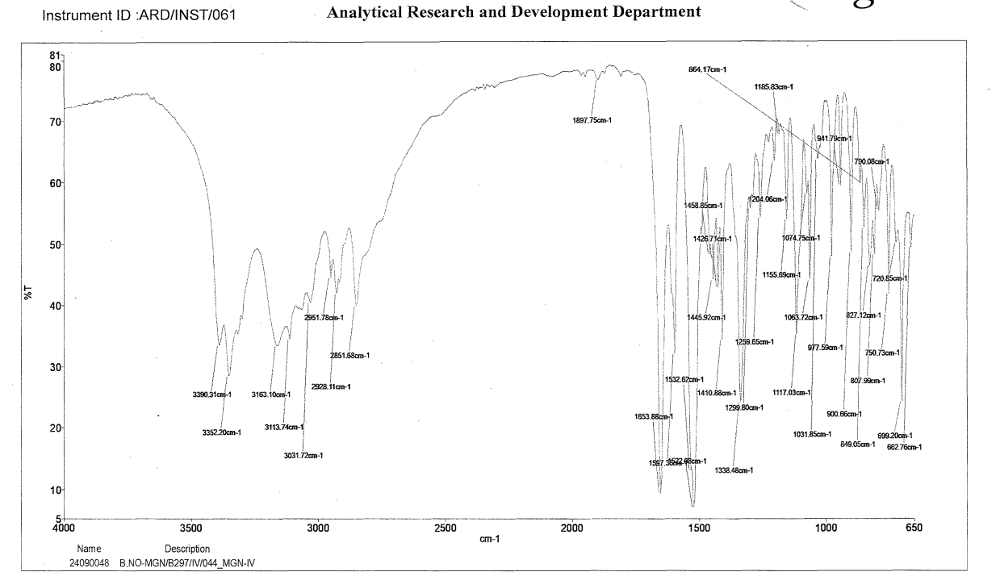 Instrument ID :ARD/INST/061
Analytical Research and Development Department
81
80
70
60
50
40
30
20
10
5
%T
4000
3500
3000
2500
2000
1500
1000
650
cm-1
3390.31cm-1
3352.20cm-1
3163.10cm-1
3113.74cm-1
3031.72cm-1
2951.78cm-1
2928.11cm-1
2851.68cm-1
1897.75cm-1
1653.88cm-1
1532.62cm-1
1458.85cm-1
1426.71cm-1
1445.92cm-1
1410.88cm-1
1338.48cm-1
1299.80cm-1
1259.65cm-1
1204.06cm-1
1185.83cm-1
864.17cm-1
1155.69cm-1
1117.03cm-1
1074.75cm-1
1063.72cm-1
1031.85cm-1
977.59cm-1
941.79cm-1
900.66cm-1
849.05cm-1
827.12cm-1
807.99cm-1
790.08cm-1
750.73cm-1
720.85cm-1
699.20cm-1
662.76cm-1
Name Description
24090048 B.NO-MGN/B297/IV/044_MGN-IV